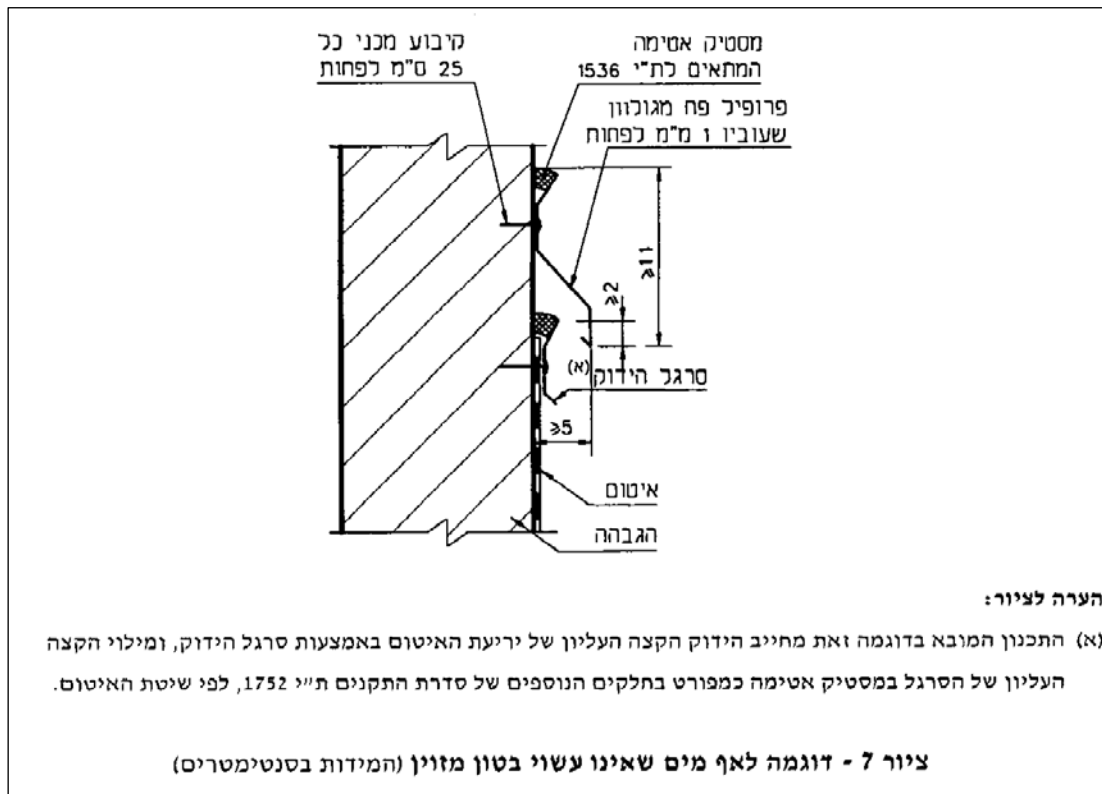 קיבוע מכני כל
25 ס"מ לפחות
מסטיק אטימה
המתאים לת"י 1536
פרופיל פח מגולוון
שעוביו 1 מ"מ לפחות
≥11
≥2
(א)
סרגל הידוק
≥5
איטום
הגבהה
הערה לציור:
(א) התכנון המובא בדוגמה זאת מחייב הידוק הקצה העליון של יריעת האיטום באמצעות סרגל הידוק, ומילוי הקצה
העליון של הסרגל במסטיק אטימה כמפורט בחלקים הנוספים של סדרת התקנים ת"י 1752, לפי שיטת האיטום.
ציור 7 - דוגמה לאף מים שאינו עשוי בטון מזוין (המידות בסנטימטרים)